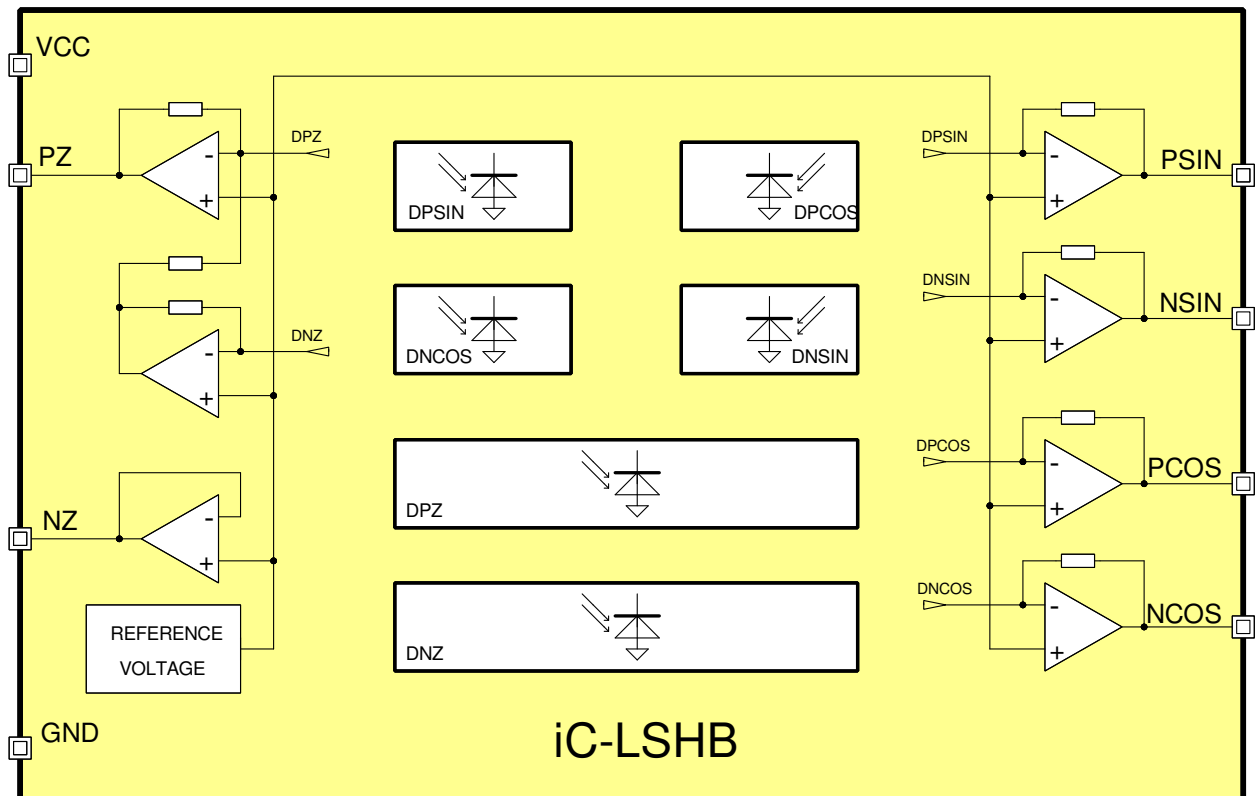 VCC
PZ
DPZ
-
+
DNZ
-
+
NZ
-
+
REFERENCE
VOLTAGE
GND
DPSIN
DPCOS
DNCOS
DNSIN
DPZ
DNZ
iC-LSHB
DPSIN
-
+
PSIN
DNSIN
-
+
NSIN
DPCOS
-
+
PCOS
DNCOS
-
+
NCOS